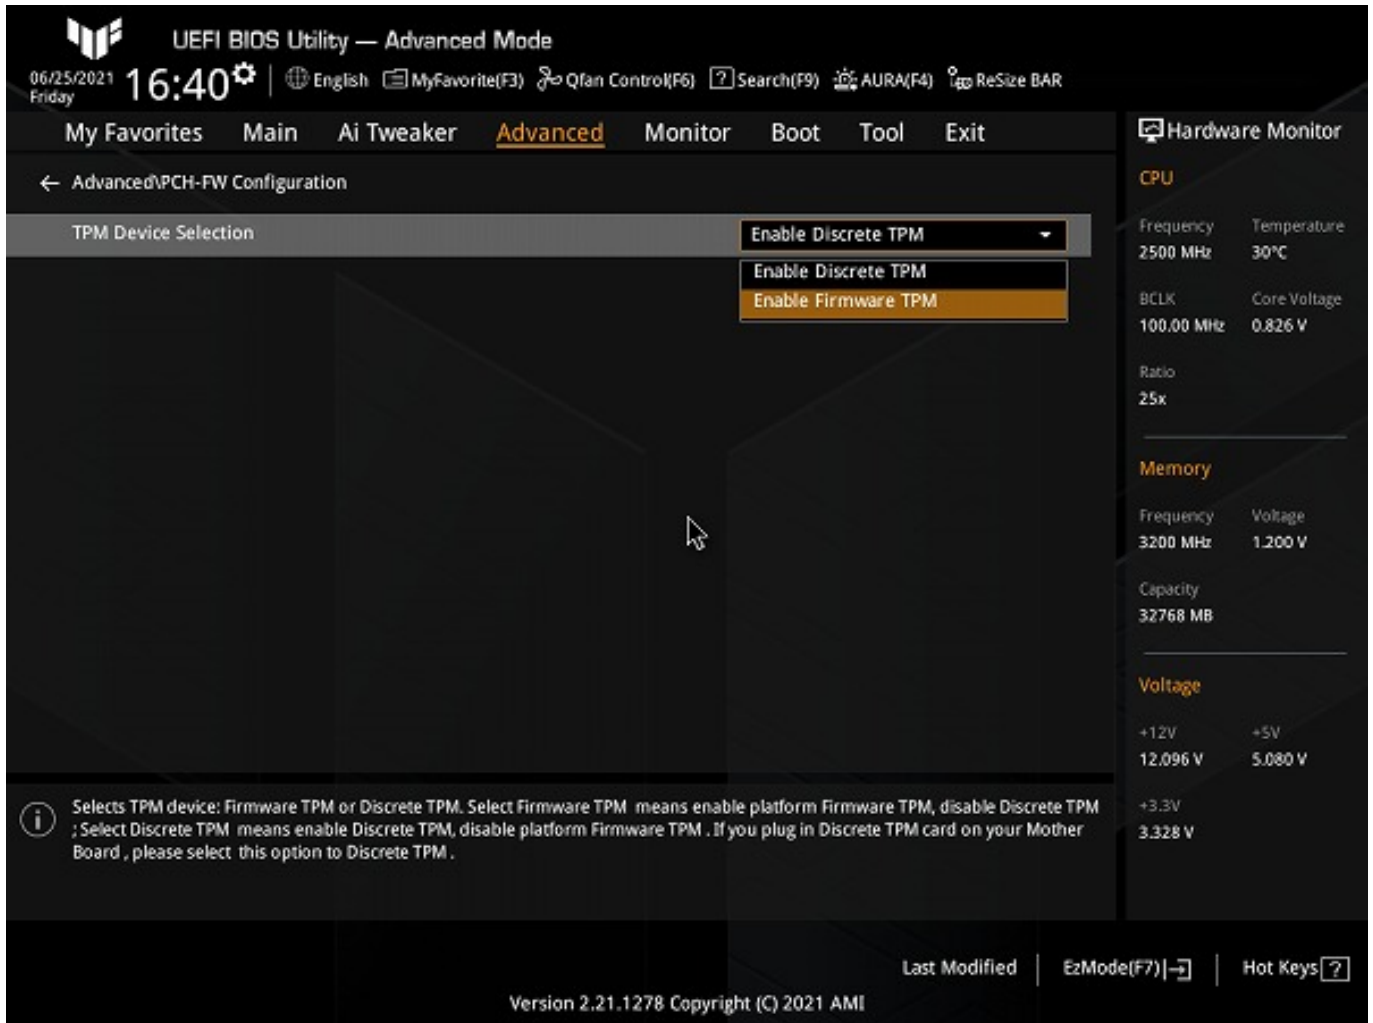 UEFI BIOS Utility — Advanced Mode
06/25/2021
Friday
16:40
English
MyFavorite(F3)
Qfan Control(F6)
? Search(F9)
AURA(F4)
ReSize BAR
My Favorites
Main
Ai Tweaker
Advanced
Monitor
Boot
Tool
Exit
← Advanced\PCH-FW Configuration
TPM Device Selection
Enable Discrete TPM
Enable Discrete TPM
Enable Firmware TPM
Selects TPM device: Firmware TPM or Discrete TPM. Select Firmware TPM means enable platform Firmware TPM, disable Discrete TPM
; Select Discrete TPM means enable Discrete TPM, disable platform Firmware TPM . If you plug in Discrete TPM card on your Mother
Board , please select this option to Discrete TPM .
Hardware Monitor
CPU
Frequency Temperature
2500 MHz 30°C
BCLK Core Voltage
100.00 MHz 0.826 V
Ratio
25x
Memory
Frequency Voltage
3200 MHz 1.200 V
Capacity
32768 MB
Voltage
+12V +5V
12.096 V 5.080 V
+3.3V
3.328 V
Last Modified
EzMode(F7)
Hot Keys ?
Version 2.21.1278 Copyright (C) 2021 AMI